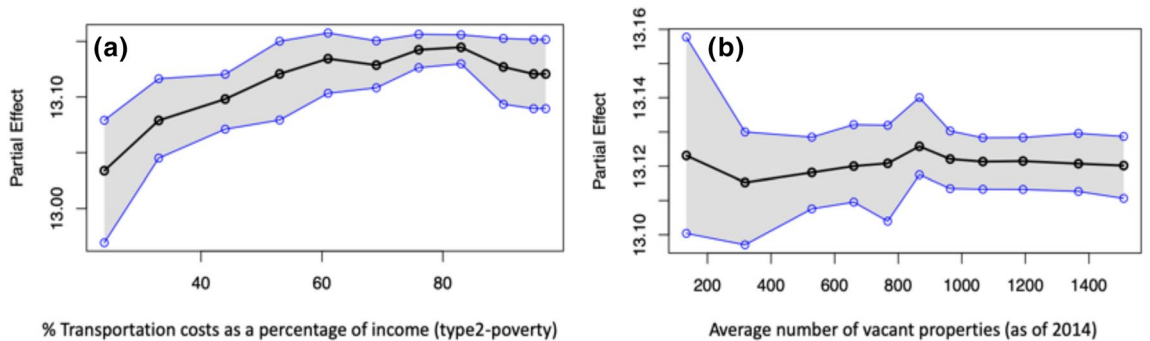 (a)
Partial Effect
13.10
13.00
40 60 80
% Transportation costs as a percentage of income (type2-poverty)
(b)
Partial Effect
13.16
13.14
13.12
13.10
200 400 600 800 1000 1200 1400
Average number of vacant properties (as of 2014)